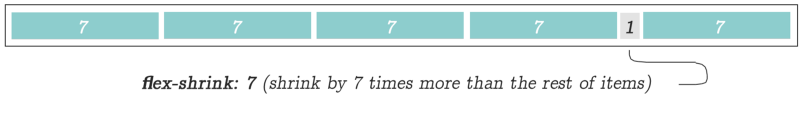 7 7 7 7 1 7
flex-shrink: 7 (shrink by 7 times more than the rest of items)